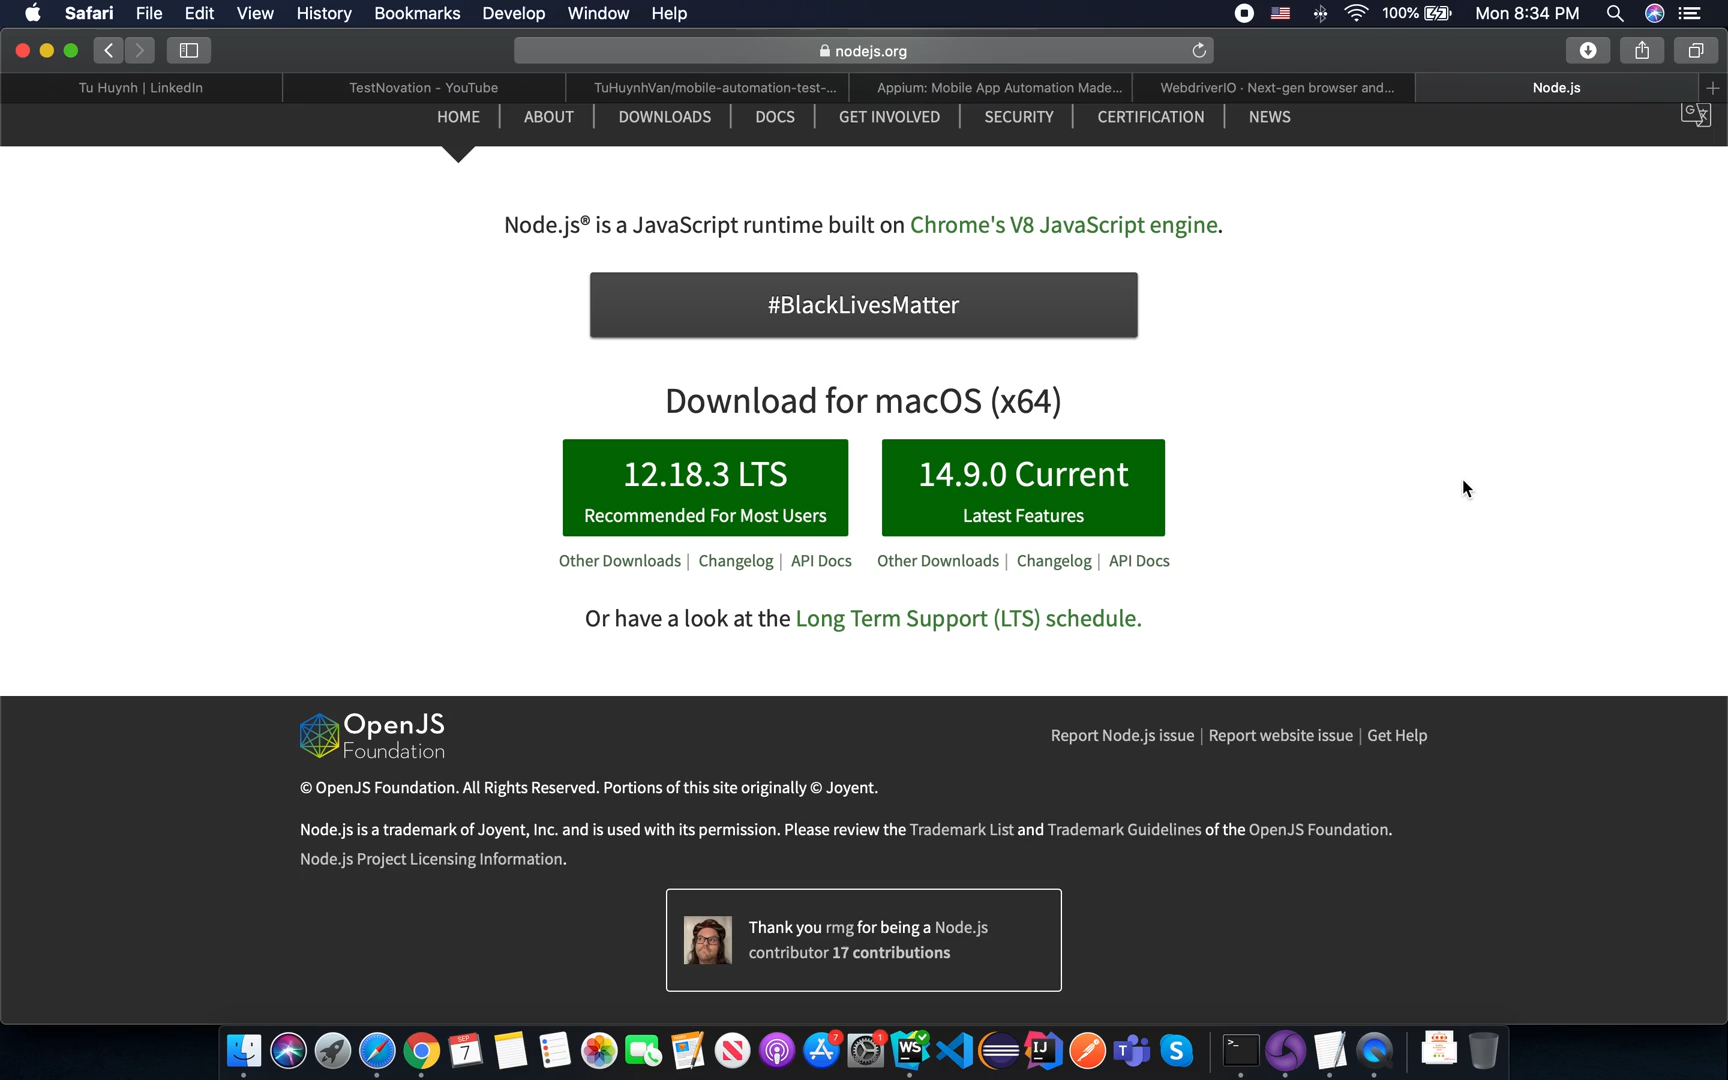 Safari File Edit View History Bookmarks Develop Window Help 100% Mon 8:34 PM
nodejs.org
Tu Huynh | LinkedIn
TestNovation - YouTube
TuHuynhVan/mobile-automation-test-...
Appium: Mobile App Automation Made...
WebdriverIO · Next-gen browser and...
Node.js
HOME | ABOUT | DOWNLOADS | DOCS | GET INVOLVED | SECURITY | CERTIFICATION | NEWS
Node.js® is a JavaScript runtime built on Chrome's V8 JavaScript engine.
#BlackLivesMatter
Download for macOS (x64)
12.18.3 LTS
Recommended For Most Users
14.9.0 Current
Latest Features
Other Downloads | Changelog | API Docs
Other Downloads | Changelog | API Docs
Or have a look at the Long Term Support (LTS) schedule.
OpenJS
Foundation
Report Node.js issue | Report website issue | Get Help
© OpenJS Foundation. All Rights Reserved. Portions of this site originally © Joyent.
Node.js is a trademark of Joyent, Inc. and is used with its permission. Please review the Trademark List and Trademark Guidelines of the OpenJS Foundation.
Node.js Project Licensing Information.
Thank you rmg for being a Node.js
contributor 17 contributions
SEP
7
7
1
WS
IJ